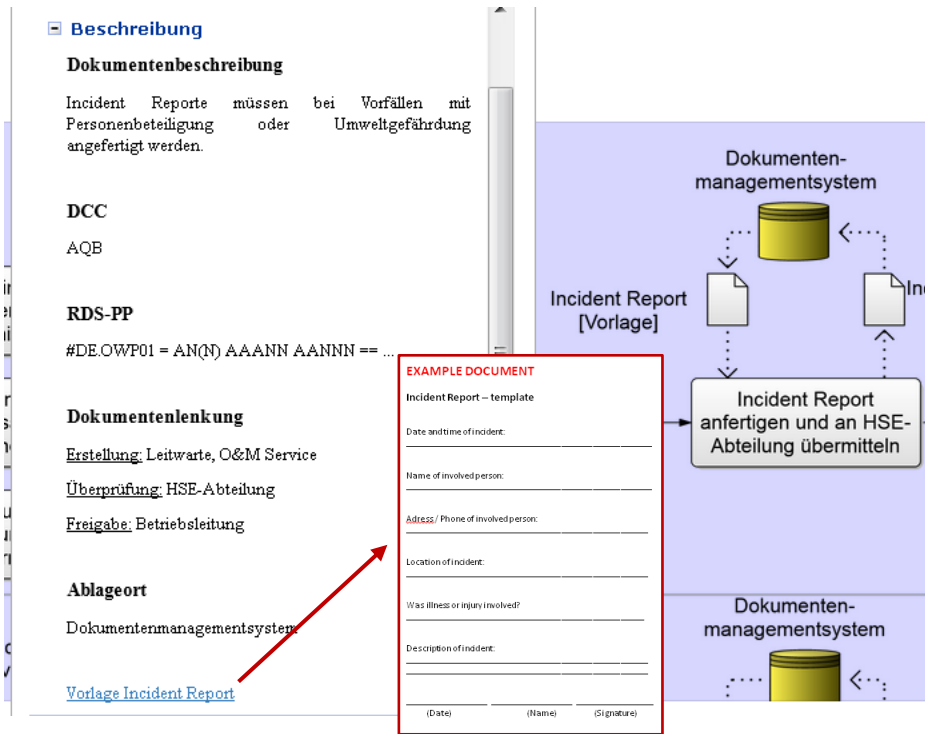 Beschreibung
Dokumentenbeschreibung
Incident Reporte müssen bei Vorfällen mit
Personenbeteiligung oder Umweltgefährdung
angefertigt werden.
DCC
AQB
RDS-PP
#DE.OWP01 = AN(N) AAANN AANNN == ...
Dokumentenlenkung
Erstellung: Leitwarte, O&M Service
Überprüfung: HSE-Abteilung
Freigabe: Betriebsleitung
Ablageort
Dokumentenmanagementsystem
Vorlage Incident Report
EXAMPLE DOCUMENT
Incident Report – template
Date and time of incident:
Name of involved person:
Adress / Phone of involved person:
Location of incident:
Was illness or injury involved?
Description of incident:
(Date) (Name) (Signature)
Dokumenten-
managementsystem
Incident Report
[Vorlage]
Incident Report
anfertigen und an HSE-
Abteilung übermitteln
Dokumenten-
managementsystem